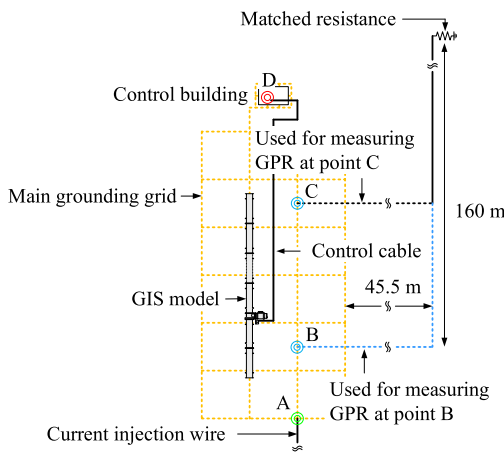 Matched resistance
D
Control building
Used for measuring
GPR at point C
Main grounding grid
C
160 m
Control cable
GIS model
45.5 m
B
Used for measuring
GPR at point B
A
Current injection wire